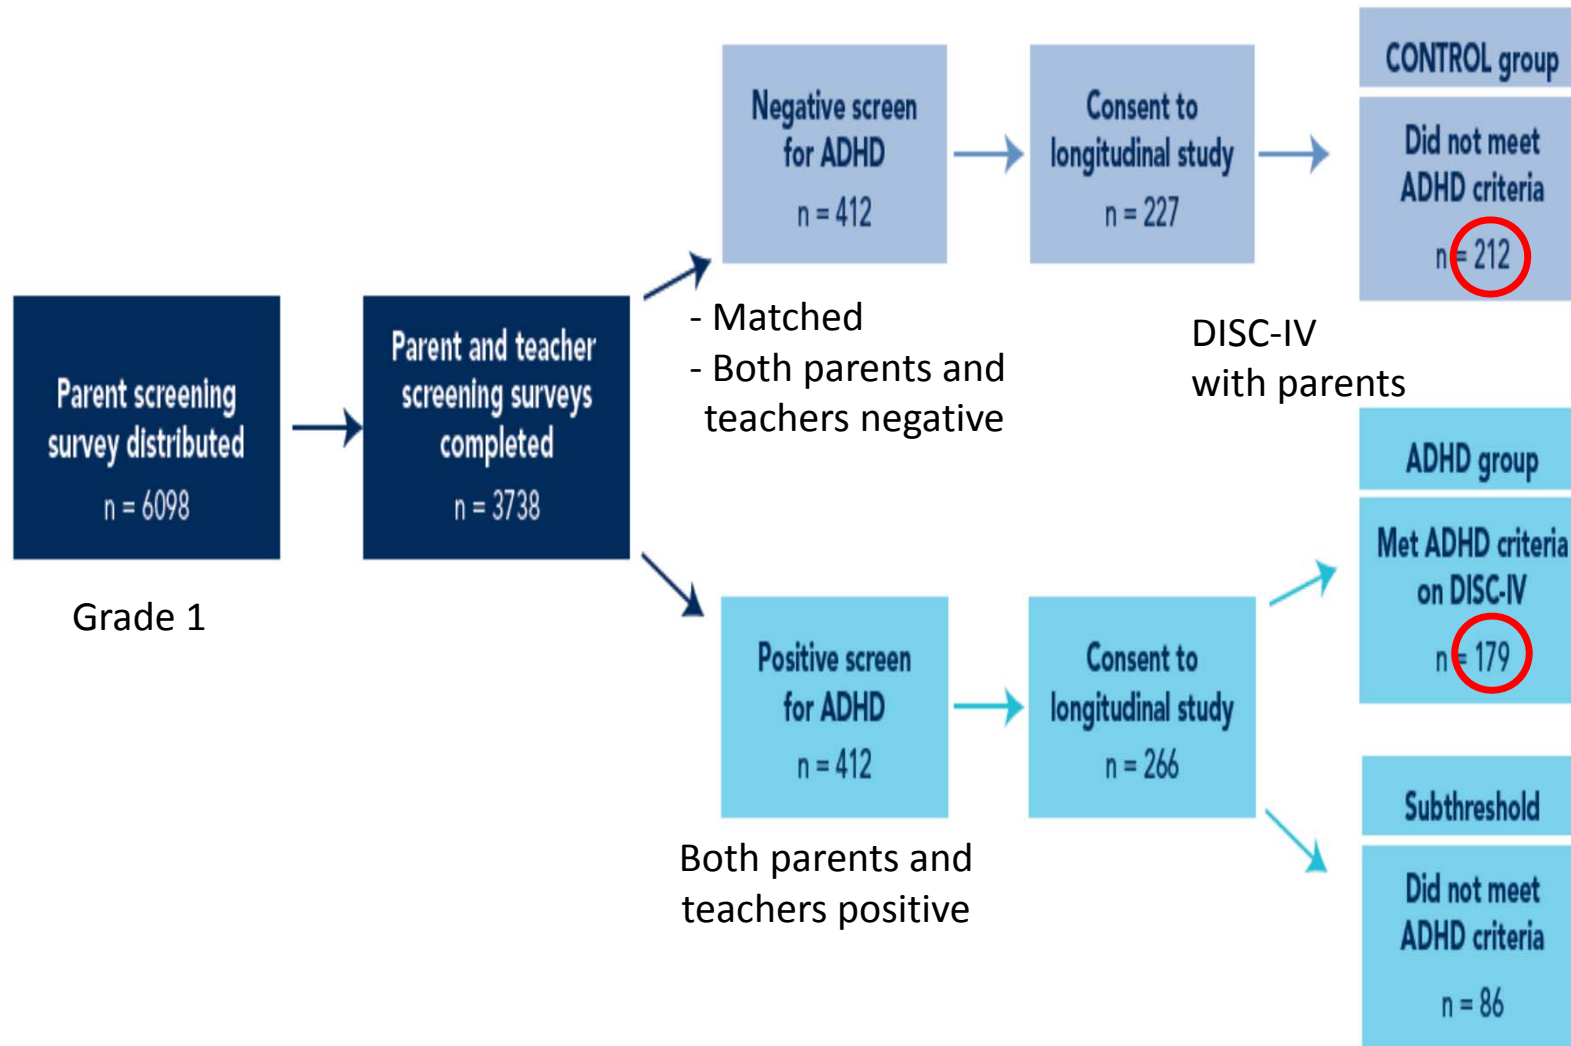 Parent screening
survey distributed
n = 6098
Grade 1
Parent and teacher
screening surveys
completed
n = 3738
Negative screen
for ADHD
n = 412
- Matched
- Both parents and
teachers negative
Consent to
longitudinal study
n = 227
DISC-IV
with parents
CONTROL group
Did not meet
ADHD criteria
n = 212
Positive screen
for ADHD
n = 412
Both parents and
teachers positive
Consent to
longitudinal study
n = 266
ADHD group
Met ADHD criteria
on DISC-IV
n = 179
Subthreshold
Did not meet
ADHD criteria
n = 86